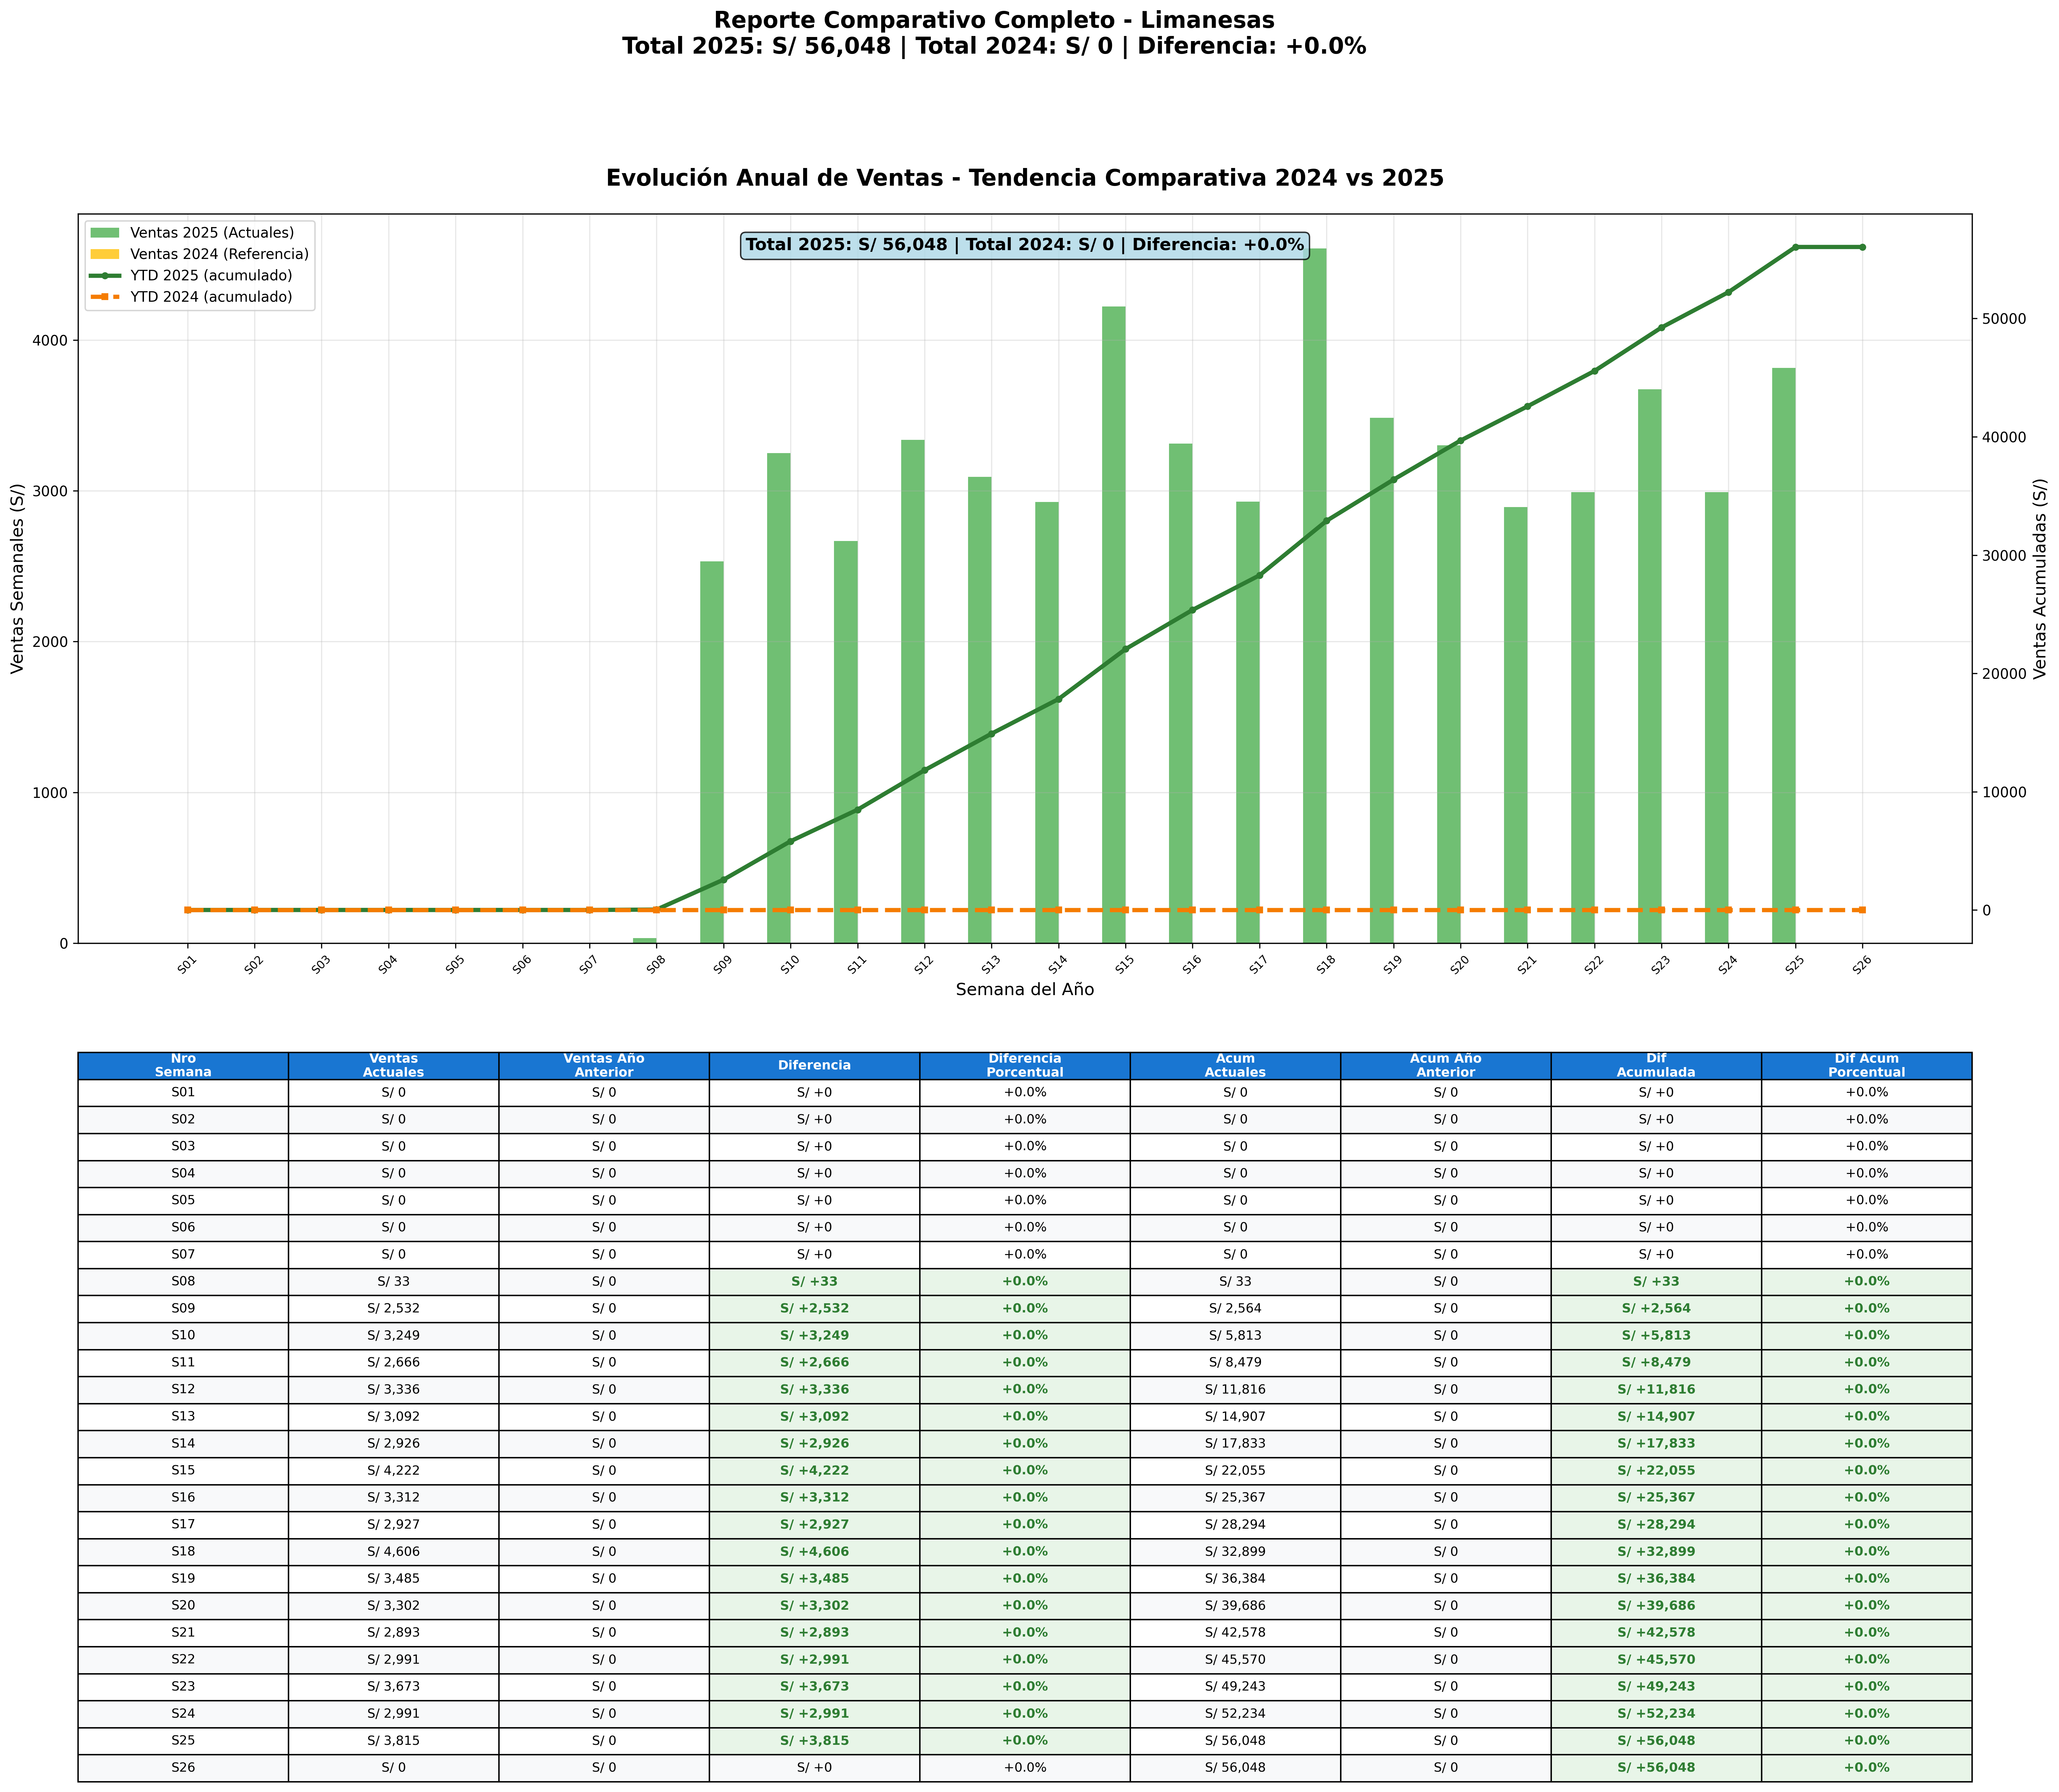 Reporte Comparativo Completo - Limanesas
Total 2025: S/ 56,048 | Total 2024: S/ 0 | Diferencia: +0.0%
Evolución Anual de Ventas - Tendencia Comparativa 2024 vs 2025
Ventas 2025 (Actuales)
Ventas 2024 (Referencia)
YTD 2025 (acumulado)
YTD 2024 (acumulado)
Total 2025: S/ 56,048 | Total 2024: S/ 0 | Diferencia: +0.0%
Ventas Semanales (S/)
4000
3000
2000
1000
0
Ventas Acumuladas (S/)
50000
40000
30000
20000
10000
0
S01 S02 S03 S04 S05 S06 S07 S08 S09 S10 S11 S12 S13 S14 S15 S16 S17 S18 S19 S20 S21 S22 S23 S24 S25 S26
Semana del Año
Nro Semana | Ventas Actuales | Ventas Año Anterior | Diferencia | Diferencia Porcentual | Acum Actuales | Acum Año Anterior | Dif Acumulada | Dif Acum Porcentual
S01 S/ 0 S/ 0 S/ +0 +0.0% S/ 0 S/ 0 S/ +0 +0.0%
S02 S/ 0 S/ 0 S/ +0 +0.0% S/ 0 S/ 0 S/ +0 +0.0%
S03 S/ 0 S/ 0 S/ +0 +0.0% S/ 0 S/ 0 S/ +0 +0.0%
S04 S/ 0 S/ 0 S/ +0 +0.0% S/ 0 S/ 0 S/ +0 +0.0%
S05 S/ 0 S/ 0 S/ +0 +0.0% S/ 0 S/ 0 S/ +0 +0.0%
S06 S/ 0 S/ 0 S/ +0 +0.0% S/ 0 S/ 0 S/ +0 +0.0%
S07 S/ 0 S/ 0 S/ +0 +0.0% S/ 0 S/ 0 S/ +0 +0.0%
S08 S/ 33 S/ 0 S/ +33 +0.0% S/ 33 S/ 0 S/ +33 +0.0%
S09 S/ 2,532 S/ 0 S/ +2,532 +0.0% S/ 2,564 S/ 0 S/ +2,564 +0.0%
S10 S/ 3,249 S/ 0 S/ +3,249 +0.0% S/ 5,813 S/ 0 S/ +5,813 +0.0%
S11 S/ 2,666 S/ 0 S/ +2,666 +0.0% S/ 8,479 S/ 0 S/ +8,479 +0.0%
S12 S/ 3,336 S/ 0 S/ +3,336 +0.0% S/ 11,816 S/ 0 S/ +11,816 +0.0%
S13 S/ 3,092 S/ 0 S/ +3,092 +0.0% S/ 14,907 S/ 0 S/ +14,907 +0.0%
S14 S/ 2,926 S/ 0 S/ +2,926 +0.0% S/ 17,833 S/ 0 S/ +17,833 +0.0%
S15 S/ 4,222 S/ 0 S/ +4,222 +0.0% S/ 22,055 S/ 0 S/ +22,055 +0.0%
S16 S/ 3,312 S/ 0 S/ +3,312 +0.0% S/ 25,367 S/ 0 S/ +25,367 +0.0%
S17 S/ 2,927 S/ 0 S/ +2,927 +0.0% S/ 28,294 S/ 0 S/ +28,294 +0.0%
S18 S/ 4,606 S/ 0 S/ +4,606 +0.0% S/ 32,899 S/ 0 S/ +32,899 +0.0%
S19 S/ 3,485 S/ 0 S/ +3,485 +0.0% S/ 36,384 S/ 0 S/ +36,384 +0.0%
S20 S/ 3,302 S/ 0 S/ +3,302 +0.0% S/ 39,686 S/ 0 S/ +39,686 +0.0%
S21 S/ 2,893 S/ 0 S/ +2,893 +0.0% S/ 42,578 S/ 0 S/ +42,578 +0.0%
S22 S/ 2,991 S/ 0 S/ +2,991 +0.0% S/ 45,570 S/ 0 S/ +45,570 +0.0%
S23 S/ 3,673 S/ 0 S/ +3,673 +0.0% S/ 49,243 S/ 0 S/ +49,243 +0.0%
S24 S/ 2,991 S/ 0 S/ +2,991 +0.0% S/ 52,234 S/ 0 S/ +52,234 +0.0%
S25 S/ 3,815 S/ 0 S/ +3,815 +0.0% S/ 56,048 S/ 0 S/ +56,048 +0.0%
S26 S/ 0 S/ 0 S/ +0 +0.0% S/ 56,048 S/ 0 S/ +56,048 +0.0%